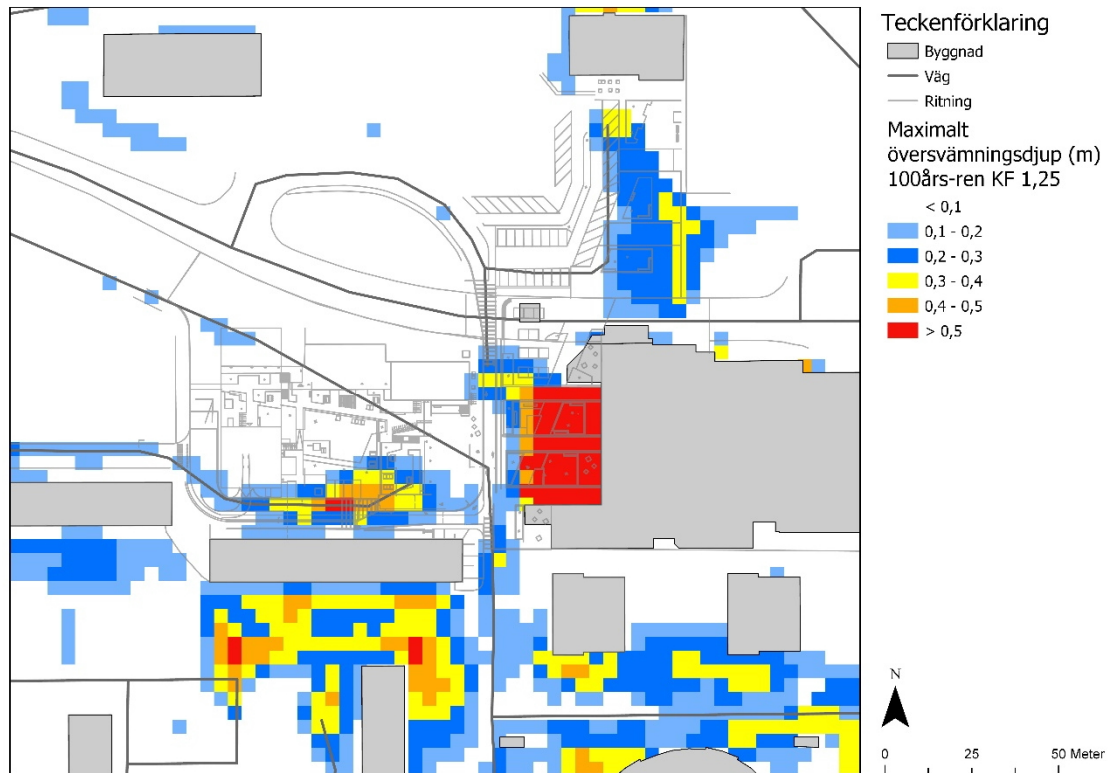 Teckenförklaring
Byggnad
Väg
Ritning
Maximalt
översvämningsdjup (m)
100års-ren KF 1,25
< 0,1
0,1 - 0,2
0,2 - 0,3
0,3 - 0,4
0,4 - 0,5
> 0,5
N
0 25 50 Meter